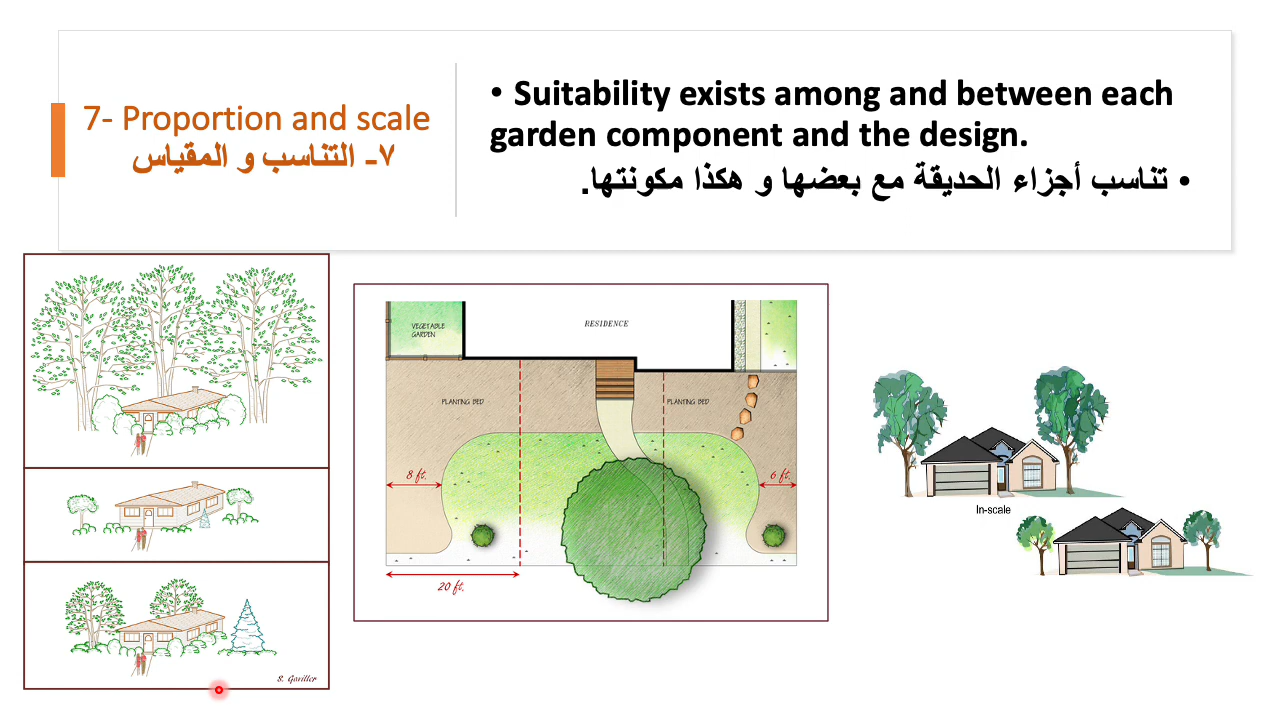 7- Proportion and scale
٧- التناسب و المقياس
• Suitability exists among and between each
garden component and the design.
• تناسب أجزاء الحديقة مع بعضها و هكذا مكونتها.
VEGETABLE
GARDEN
RESIDENCE
PLANTING BED
PLANTING BED
8 ft.
6 ft.
20 ft.
In-scale